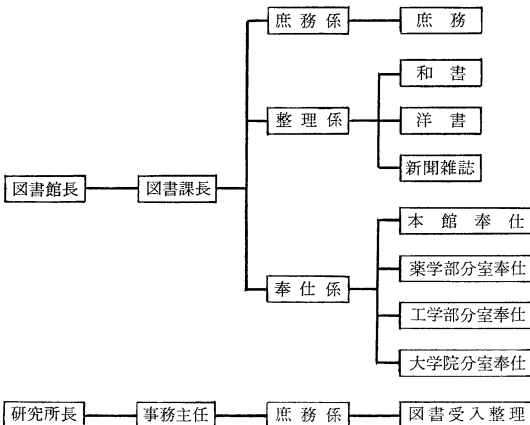 庶務係 庶務
和書
整理係 洋書
新聞雑誌
図書館長 図書課長
本館奉仕
薬学部分室奉仕
奉仕係
工学部分室奉仕
大学院分室奉仕
研究所長 事務主任 庶務係 図書受入整理